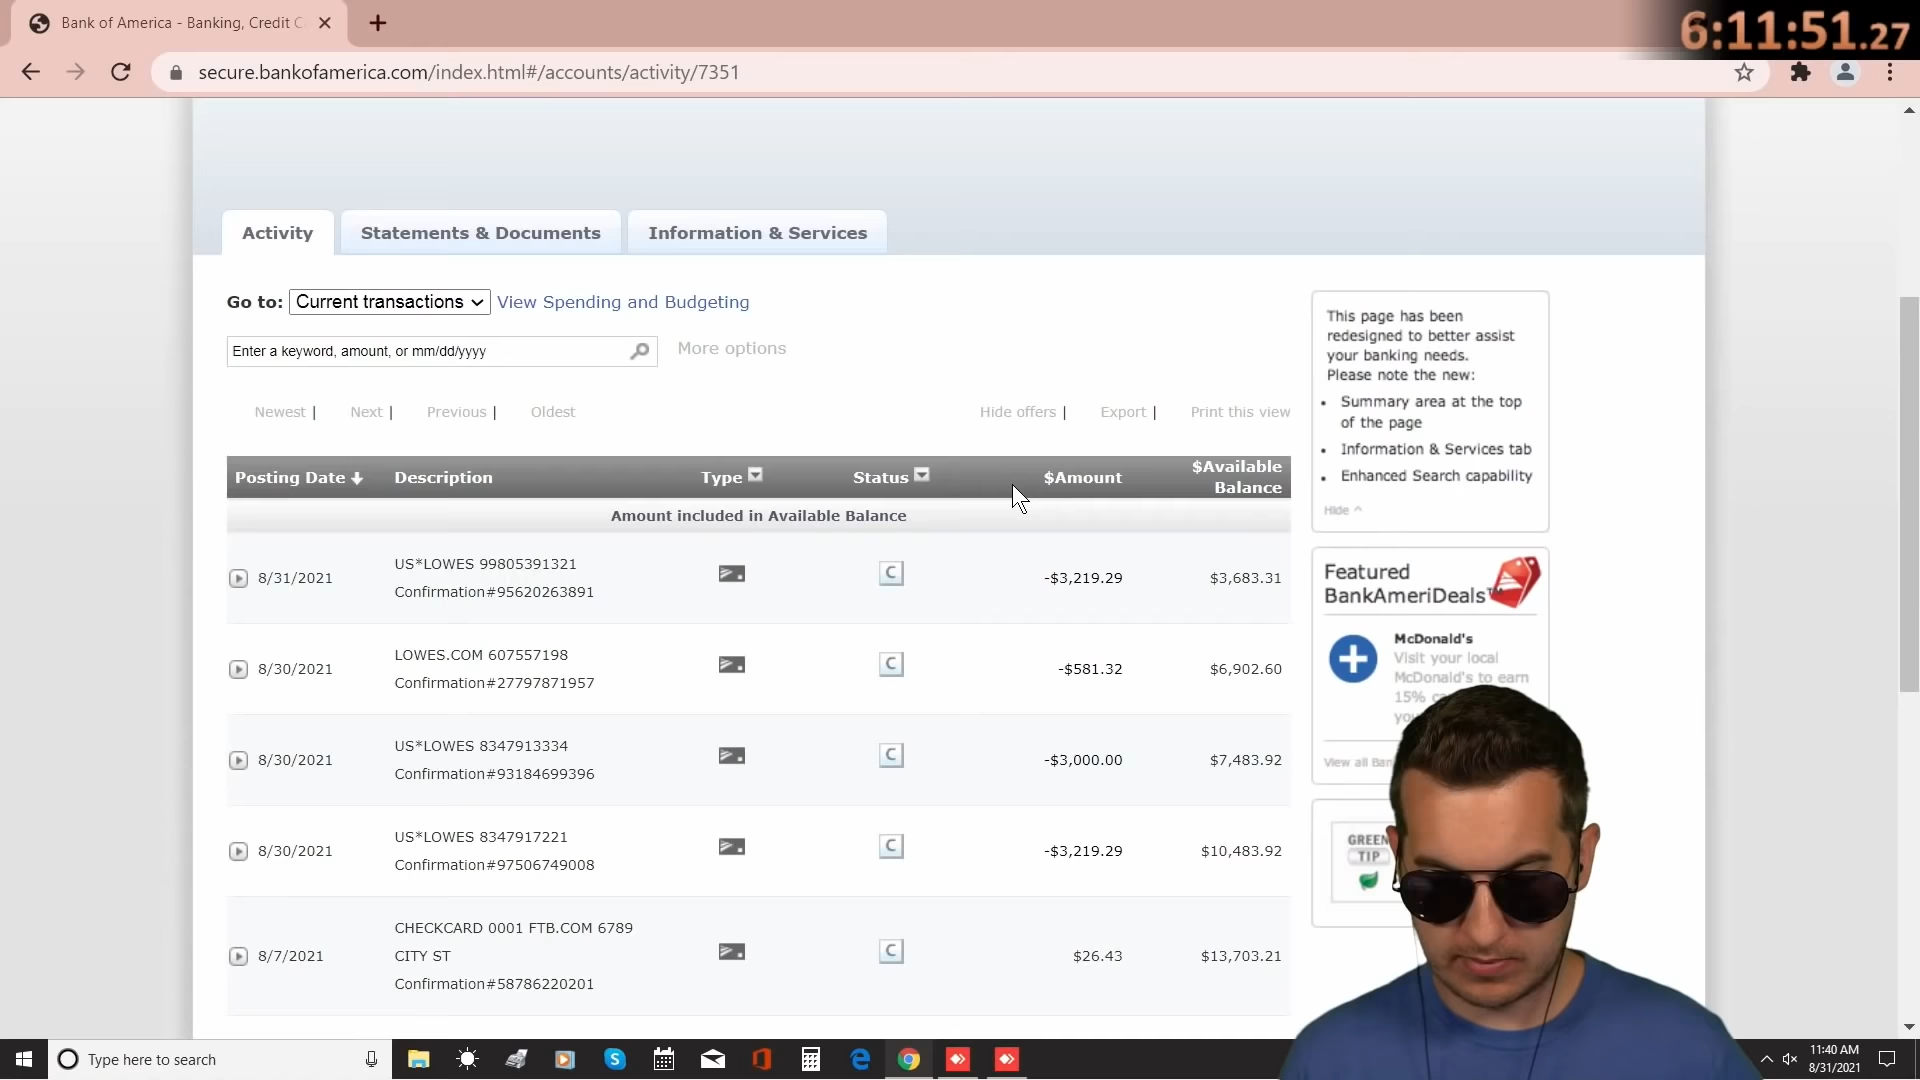 Bank of America - Banking, Credit C
6:11:51.27
secure.bankofamerica.com/index.html#/accounts/activity/7351
Activity
Statements & Documents
Information & Services
Go to: Current transactions View Spending and Budgeting
Enter a keyword, amount, or mm/dd/yyyy
More options
Newest | Next | Previous | Oldest
Hide offers | Export | Print this view
Posting Date Description Type Status $Amount $Available Balance
Amount included in Available Balance
8/31/2021 US*LOWES 99805391321 C -$3,219.29 $3,683.31
Confirmation#95620263891
8/30/2021 LOWES.COM 607557198 C -$581.32 $6,902.60
Confirmation#27797871957
8/30/2021 US*LOWES 8347913334 C -$3,000.00 $7,483.92
Confirmation#93184699396
8/30/2021 US*LOWES 8347917221 C -$3,219.29 $10,483.92
Confirmation#97506749008
8/7/2021 CHECKCARD 0001 FTB.COM 6789 C $26.43 $13,703.21
CITY ST
Confirmation#58786220201
This page has been
redesigned to better assist
your banking needs.
Please note the new:
• Summary area at the top
of the page
• Information & Services tab
• Enhanced Search capability
Hide ^
Featured
BankAmeriDeals™
McDonald's
Visit your local
McDonald's to earn
15%
View all
GREEN
TIP
Type here to search
11:40 AM
8/31/2021